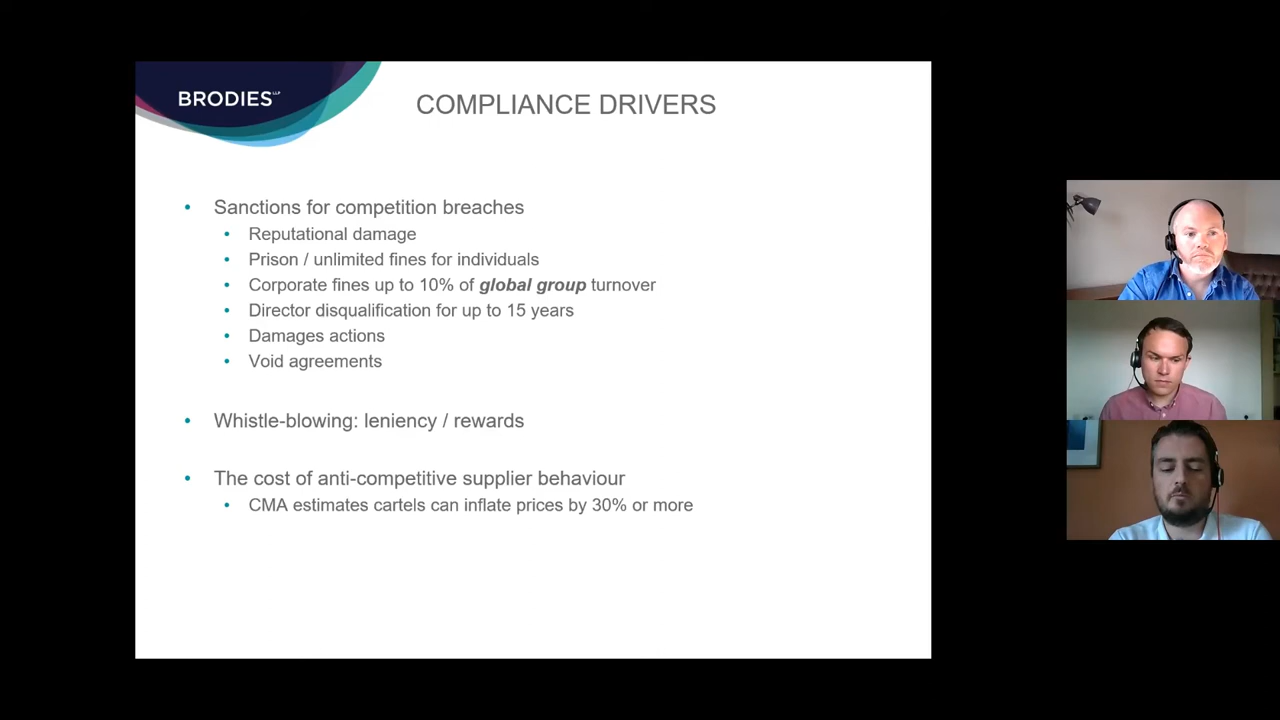 BRODIES LLP
COMPLIANCE DRIVERS
• Sanctions for competition breaches
• Reputational damage
• Prison / unlimited fines for individuals
• Corporate fines up to 10% of global group turnover
• Director disqualification for up to 15 years
• Damages actions
• Void agreements
• Whistle-blowing: leniency / rewards
• The cost of anti-competitive supplier behaviour
• CMA estimates cartels can inflate prices by 30% or more